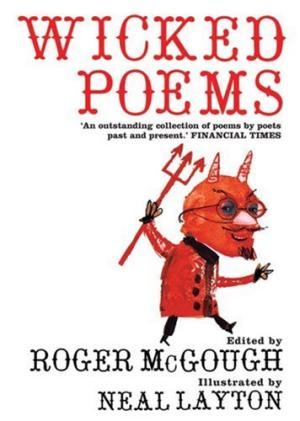 WICKED
POEMS
'An outstanding collection of poems by poets
past and present.' FINANCIAL TIMES
Edited by
ROGER McGOUGH
Illustrated by
NEAL LAYTON